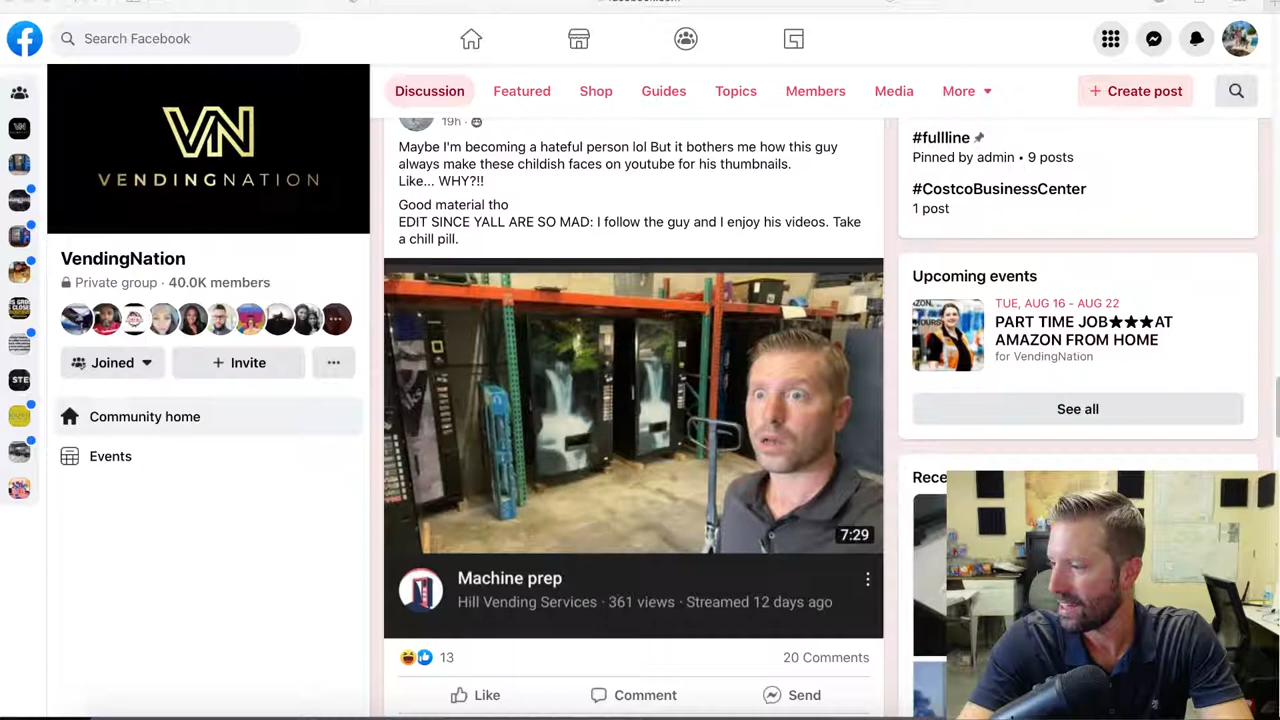 Search Facebook
VN
VENDINGNATION
VendingNation
Private group · 40.0K members
Joined
+ Invite
Community home
Events
Discussion
Featured
Shop
Guides
Topics
Members
Media
More
+ Create post
19h
Maybe I'm becoming a hateful person lol But it bothers me how this guy
always make these childish faces on youtube for his thumbnails.
Like... WHY?!!
Good material tho
EDIT SINCE YALL ARE SO MAD: I follow the guy and I enjoy his videos. Take
a chill pill.
7:29
Machine prep
Hill Vending Services · 361 views · Streamed 12 days ago
13
20 Comments
Like
Comment
Send
#fullline
Pinned by admin • 9 posts
#CostcoBusinessCenter
1 post
Upcoming events
TUE, AUG 16 - AUG 22
PART TIME JOB★★★AT
AMAZON FROM HOME
for VendingNation
See all
Rece